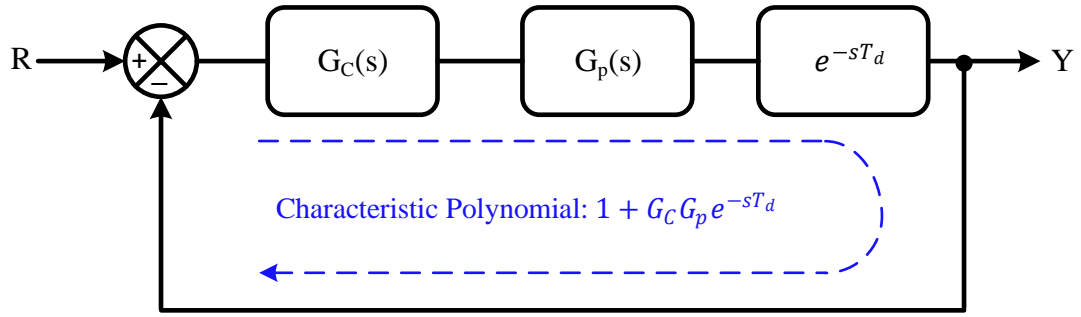 R
+
−
G_C(s)
G_p(s)
e^{-sT_d}
Y
Characteristic Polynomial: 1 + G_C G_p e^{-sT_d}